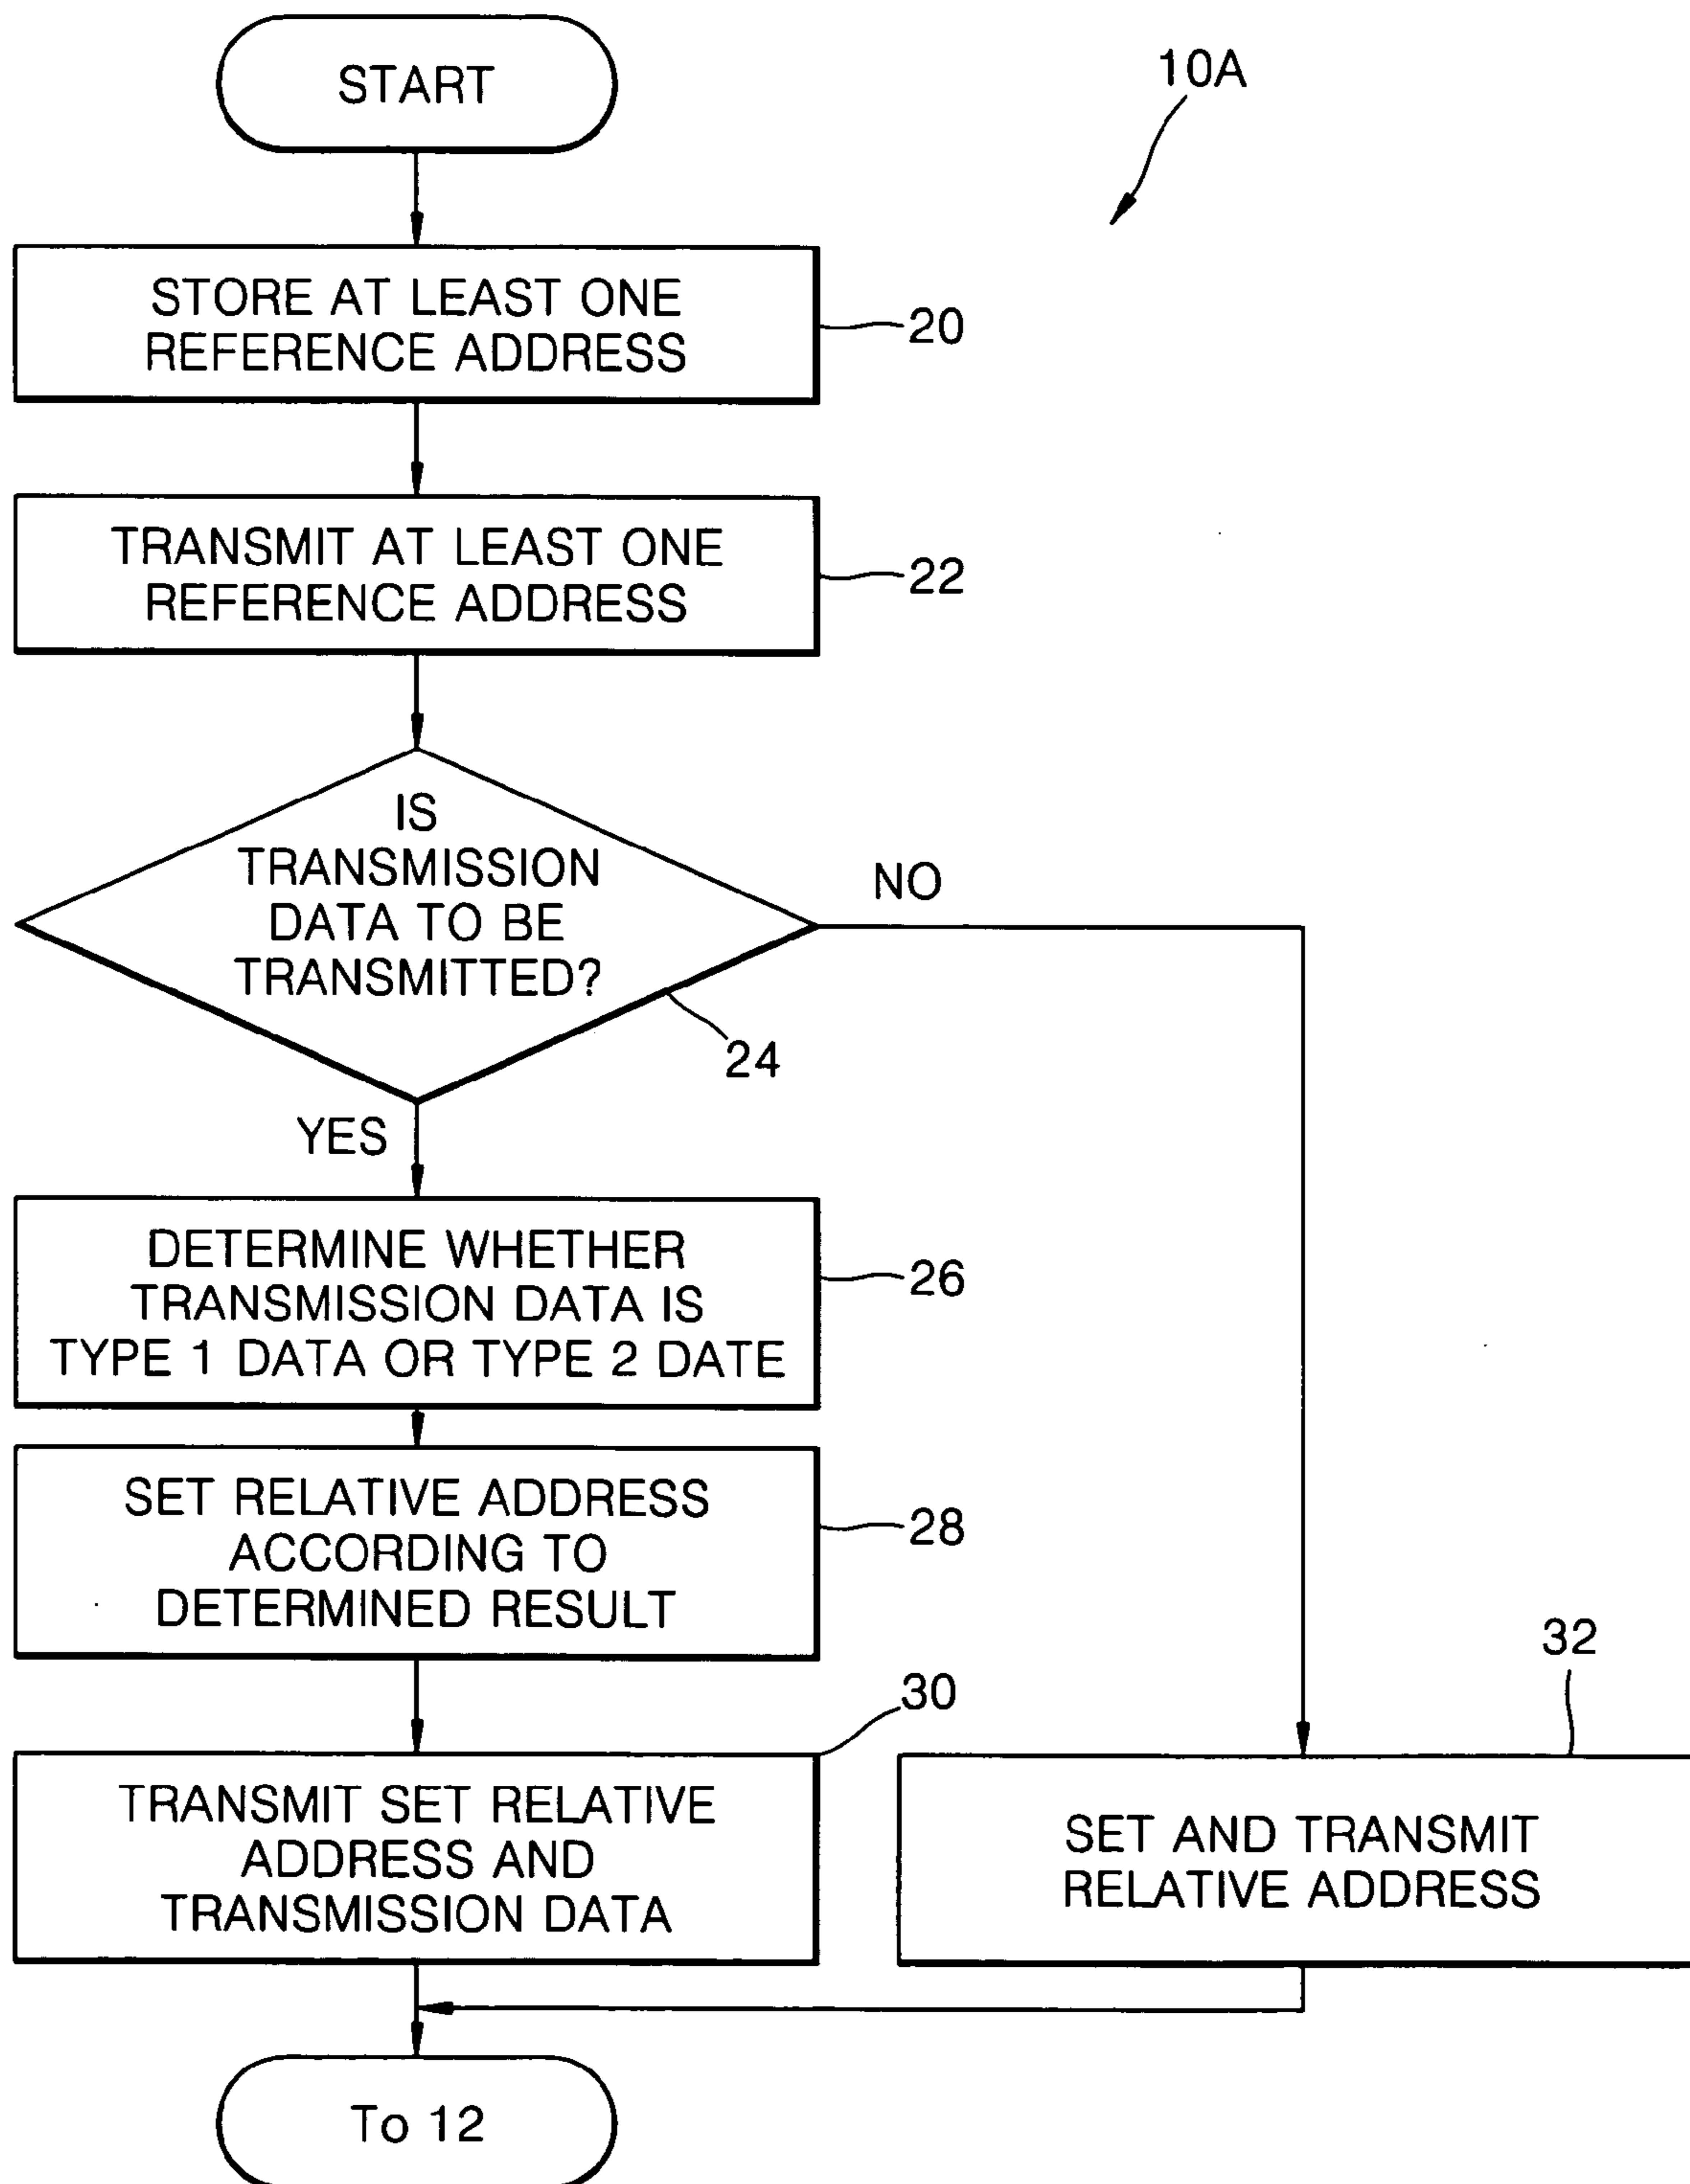 START
10A
STORE AT LEAST ONE
REFERENCE ADDRESS
20
TRANSMIT AT LEAST ONE
REFERENCE ADDRESS
22
IS
TRANSMISSION
DATA TO BE
TRANSMITTED?
NO
24
YES
DETERMINE WHETHER
TRANSMISSION DATA IS
TYPE 1 DATA OR TYPE 2 DATE
26
SET RELATIVE ADDRESS
ACCORDING TO
DETERMINED RESULT
28
30
TRANSMIT SET RELATIVE
ADDRESS AND
TRANSMISSION DATA
32
SET AND TRANSMIT
RELATIVE ADDRESS
To 12